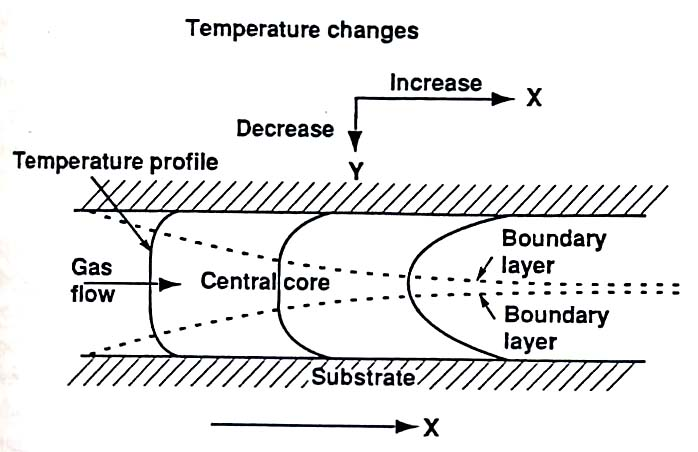 Temperature changes
Increase
X
Decrease
Y
Temperature profile
Boundary
layer
Gas
flow
Central core
Boundary
layer
Substrate
X